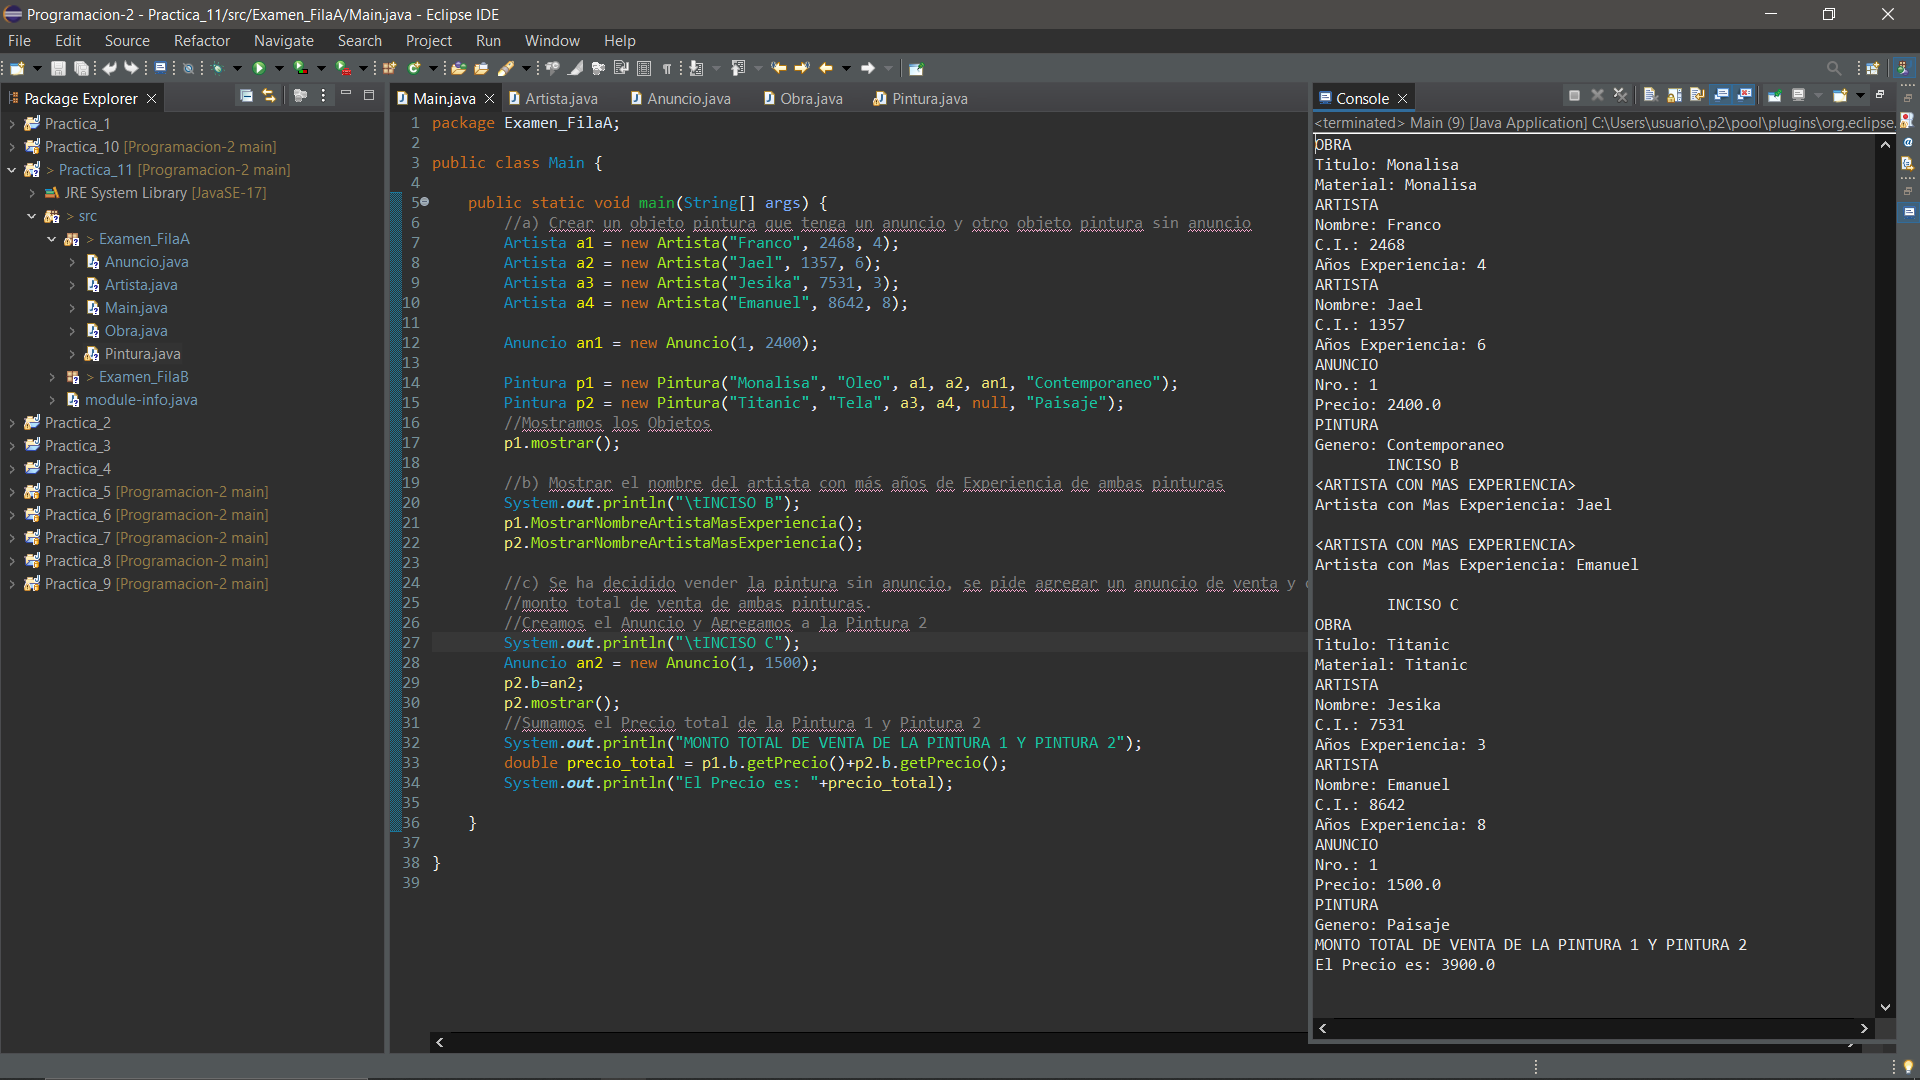 Programacion-2 - Practica_11/src/Examen_FilaA/Main.java - Eclipse IDE
File Edit Source Refactor Navigate Search Project Run Window Help
Package Explorer
Practica_1
Practica_10 [Programacion-2 main]
> Practica_11 [Programacion-2 main]
JRE System Library [JavaSE-17]
> src
> Examen_FilaA
Anuncio.java
Artista.java
Main.java
Obra.java
Pintura.java
> Examen_FilaB
module-info.java
Practica_2
Practica_3
Practica_4
Practica_5 [Programacion-2 main]
Practica_6 [Programacion-2 main]
Practica_7 [Programacion-2 main]
Practica_8 [Programacion-2 main]
Practica_9 [Programacion-2 main]
Main.java Artista.java Anuncio.java Obra.java Pintura.java
1 package Examen_FilaA;
2
3 public class Main {
4
5 public static void main(String[] args) {
6 //a) Crear un objeto pintura que tenga un anuncio y otro objeto pintura sin anuncio
7 Artista a1 = new Artista("Franco", 2468, 4);
8 Artista a2 = new Artista("Jael", 1357, 6);
9 Artista a3 = new Artista("Jesika", 7531, 3);
10 Artista a4 = new Artista("Emanuel", 8642, 8);
11
12 Anuncio an1 = new Anuncio(1, 2400);
13
14 Pintura p1 = new Pintura("Monalisa", "Oleo", a1, a2, an1, "Contemporaneo");
15 Pintura p2 = new Pintura("Titanic", "Tela", a3, a4, null, "Paisaje");
16 //Mostramos los Objetos
17 p1.mostrar();
18
19 //b) Mostrar el nombre del artista con más años de Experiencia de ambas pinturas
20 System.out.println("\tINCISO B");
21 p1.MostrarNombreArtistaMasExperiencia();
22 p2.MostrarNombreArtistaMasExperiencia();
23
24 //c) Se ha decidido vender la pintura sin anuncio, se pide agregar un anuncio de venta y
25 //monto total de venta de ambas pinturas.
26 //Creamos el Anuncio y Agregamos a la Pintura 2
27 System.out.println("\tINCISO C");
28 Anuncio an2 = new Anuncio(1, 1500);
29 p2.b=an2;
30 p2.mostrar();
31 //Sumamos el Precio total de la Pintura 1 y Pintura 2
32 System.out.println("MONTO TOTAL DE VENTA DE LA PINTURA 1 Y PINTURA 2");
33 double precio_total = p1.b.getPrecio()+p2.b.getPrecio();
34 System.out.println("El Precio es: "+precio_total);
35
36 }
37
38 }
39
Console
<terminated> Main (9) [Java Application] C:\Users\usuario\.p2\pool\plugins\org.eclipse.
OBRA
Titulo: Monalisa
Material: Monalisa
ARTISTA
Nombre: Franco
C.I.: 2468
Años Experiencia: 4
ARTISTA
Nombre: Jael
C.I.: 1357
Años Experiencia: 6
ANUNCIO
Nro.: 1
Precio: 2400.0
PINTURA
Genero: Contemporaneo
INCISO B
<ARTISTA CON MAS EXPERIENCIA>
Artista con Mas Experiencia: Jael
<ARTISTA CON MAS EXPERIENCIA>
Artista con Mas Experiencia: Emanuel
INCISO C
OBRA
Titulo: Titanic
Material: Titanic
ARTISTA
Nombre: Jesika
C.I.: 7531
Años Experiencia: 3
ARTISTA
Nombre: Emanuel
C.I.: 8642
Años Experiencia: 8
ANUNCIO
Nro.: 1
Precio: 1500.0
PINTURA
Genero: Paisaje
MONTO TOTAL DE VENTA DE LA PINTURA 1 Y PINTURA 2
El Precio es: 3900.0